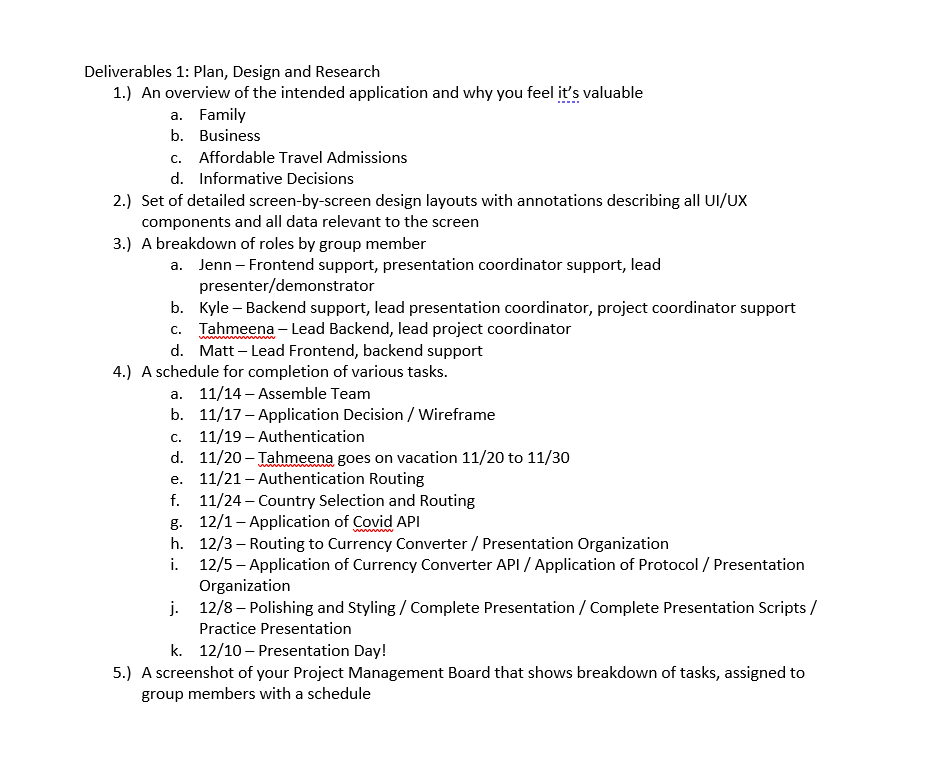 Deliverables 1: Plan, Design and Research
1.) An overview of the intended application and why you feel it's valuable
a. Family
b. Business
c. Affordable Travel Admissions
d. Informative Decisions
2.) Set of detailed screen-by-screen design layouts with annotations describing all UI/UX
components and all data relevant to the screen
3.) A breakdown of roles by group member
a. Jenn – Frontend support, presentation coordinator support, lead
presenter/demonstrator
b. Kyle – Backend support, lead presentation coordinator, project coordinator support
c. Tahmeena – Lead Backend, lead project coordinator
d. Matt – Lead Frontend, backend support
4.) A schedule for completion of various tasks.
a. 11/14 – Assemble Team
b. 11/17 – Application Decision / Wireframe
c. 11/19 – Authentication
d. 11/20 – Tahmeena goes on vacation 11/20 to 11/30
e. 11/21 – Authentication Routing
f. 11/24 – Country Selection and Routing
g. 12/1 – Application of Covid API
h. 12/3 – Routing to Currency Converter / Presentation Organization
i. 12/5 – Application of Currency Converter API / Application of Protocol / Presentation
Organization
j. 12/8 – Polishing and Styling / Complete Presentation / Complete Presentation Scripts /
Practice Presentation
k. 12/10 – Presentation Day!
5.) A screenshot of your Project Management Board that shows breakdown of tasks, assigned to
group members with a schedule